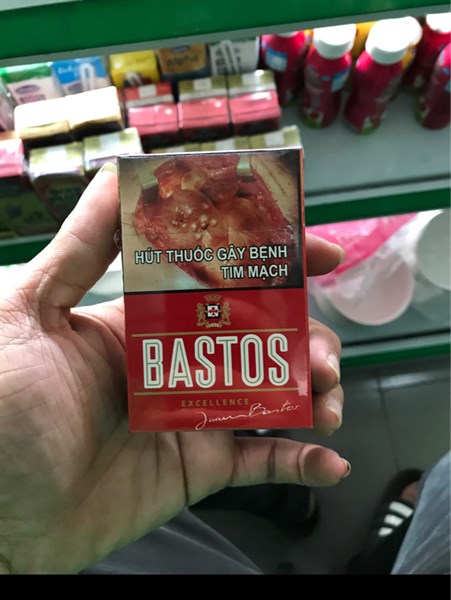 HÚT THUỐC GÂY BỆNH
TIM MẠCH
BASTOS
EXCELLENCE